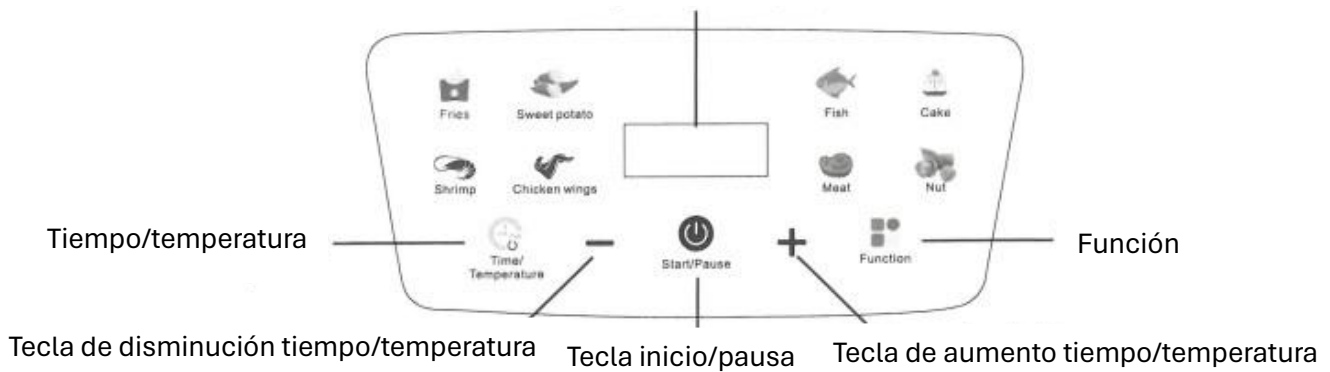 Fries
Sweet potato
Fish
Cake
Shrimp
Chicken wings
Meat
Nut
Tiempo/temperatura
Time/
Temperature
Start/Pause
Function
Función
Tecla de disminución tiempo/temperatura
Tecla inicio/pausa
Tecla de aumento tiempo/temperatura